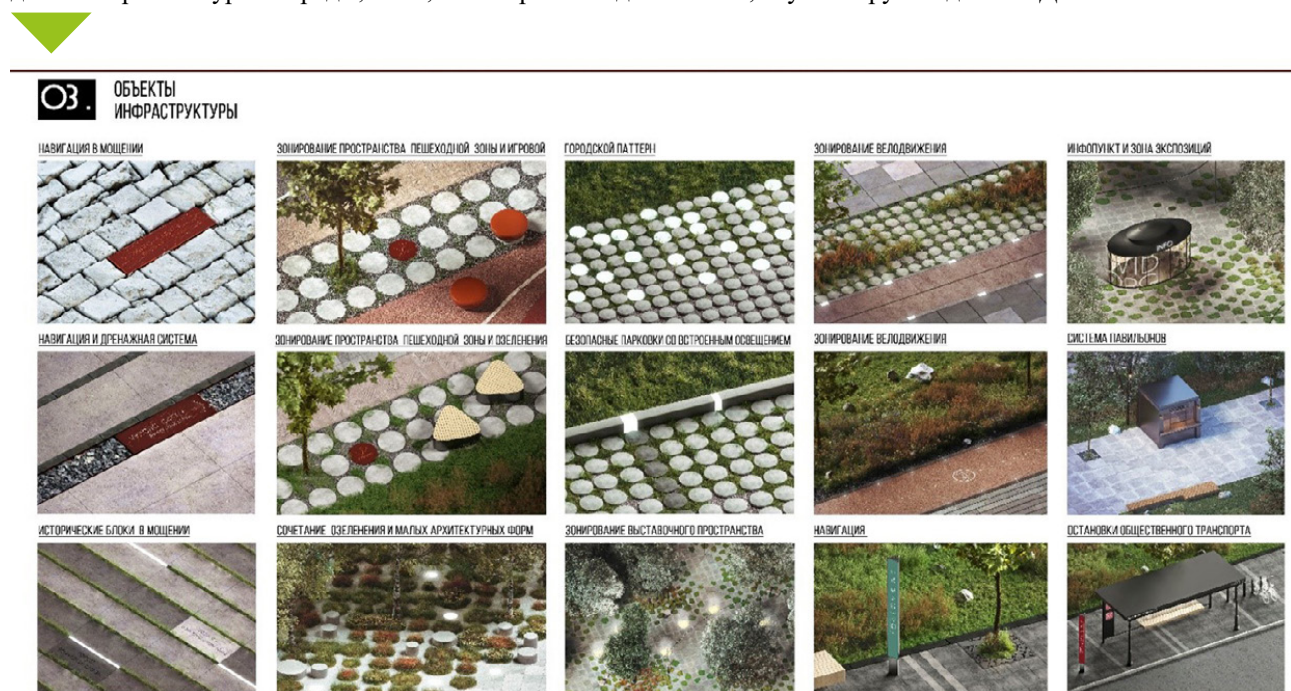 03.
ОБЪЕКТЫ
ИНФРАСТРУКТУРЫ
НАВИГАЦИЯ В МОЩЕНИИ
ЗОНИРОВАНИЕ ПРОСТРАНСТВА ПЕШЕХОДНОЙ ЗОНЫ И ИГРОВОЙ
ГОРОДСКОЙ ПАТТЕРН
ЗОНИРОВАНИЕ ВЕЛОДВИЖЕНИЯ
ИНФОПУНКТ И ЗОНА ЭКСПОЗИЦИЙ
INFO
НАВИГАЦИЯ И ДРЕНАЖНАЯ СИСТЕМА
ЗОНИРОВАНИЕ ПРОСТРАНСТВА ПЕШЕХОДНОЙ ЗОНЫ И ОЗЕЛЕНЕНИЯ
БЕЗОПАСНЫЕ ПАРКОВКИ СО ВСТРОЕННЫМ ОСВЕЩЕНИЕМ
ЗОНИРОВАНИЕ ВЕЛОДВИЖЕНИЯ
СИСТЕМА ПАВИЛЬОНОВ
ИСТОРИЧЕСКИЕ БЛОКИ В МОЩЕНИИ
СОЧЕТАНИЕ ОЗЕЛЕНЕНИЯ И МАЛЫХ АРХИТЕКТУРНЫХ ФОРМ
ЗОНИРОВАНИЕ ВЫСТАВОЧНОГО ПРОСТРАНСТВА
НАВИГАЦИЯ
ОСТАНОВКИ ОБЩЕСТВЕННОГО ТРАНСПОРТА